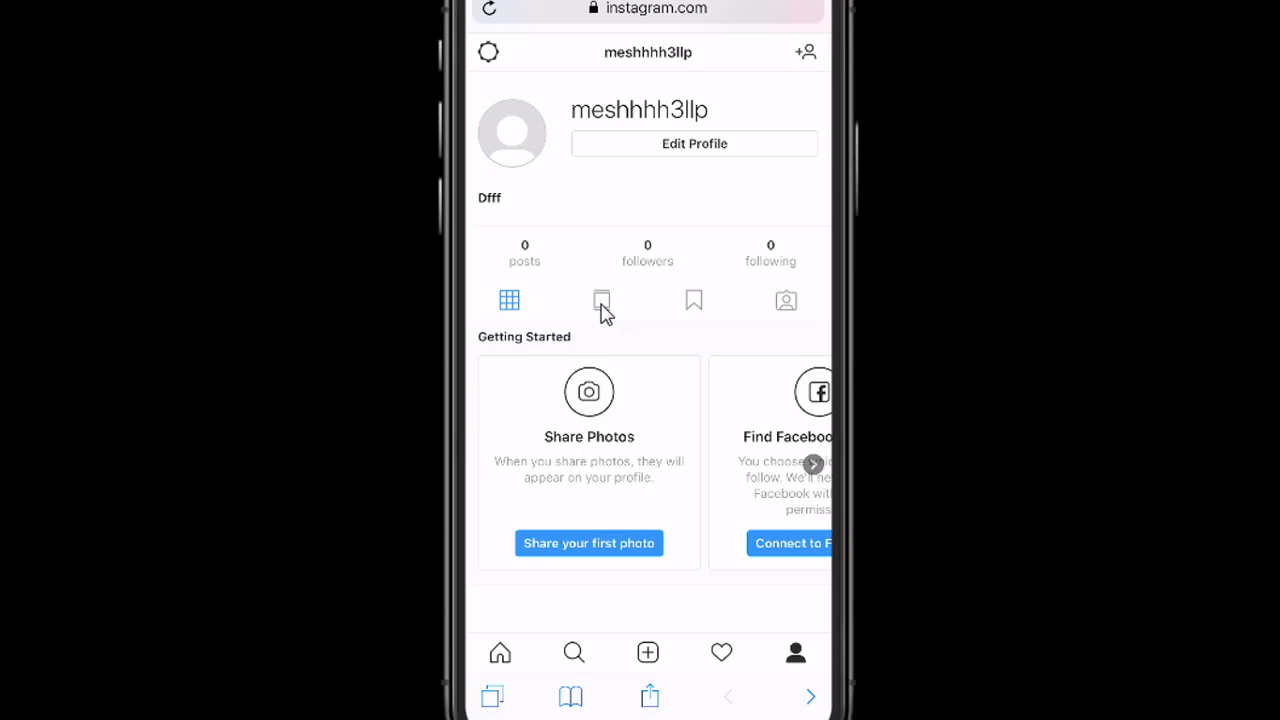 instagram.com
meshhhh3llp
meshhhh3llp
Edit Profile
Dfff
0 0 0
posts followers following
Getting Started
Share Photos
When you share photos, they will
appear on your profile.
Share your first photo
Find Faceboo
You choose
follow. We'll ne
Facebook wit
permiss
Connect to F